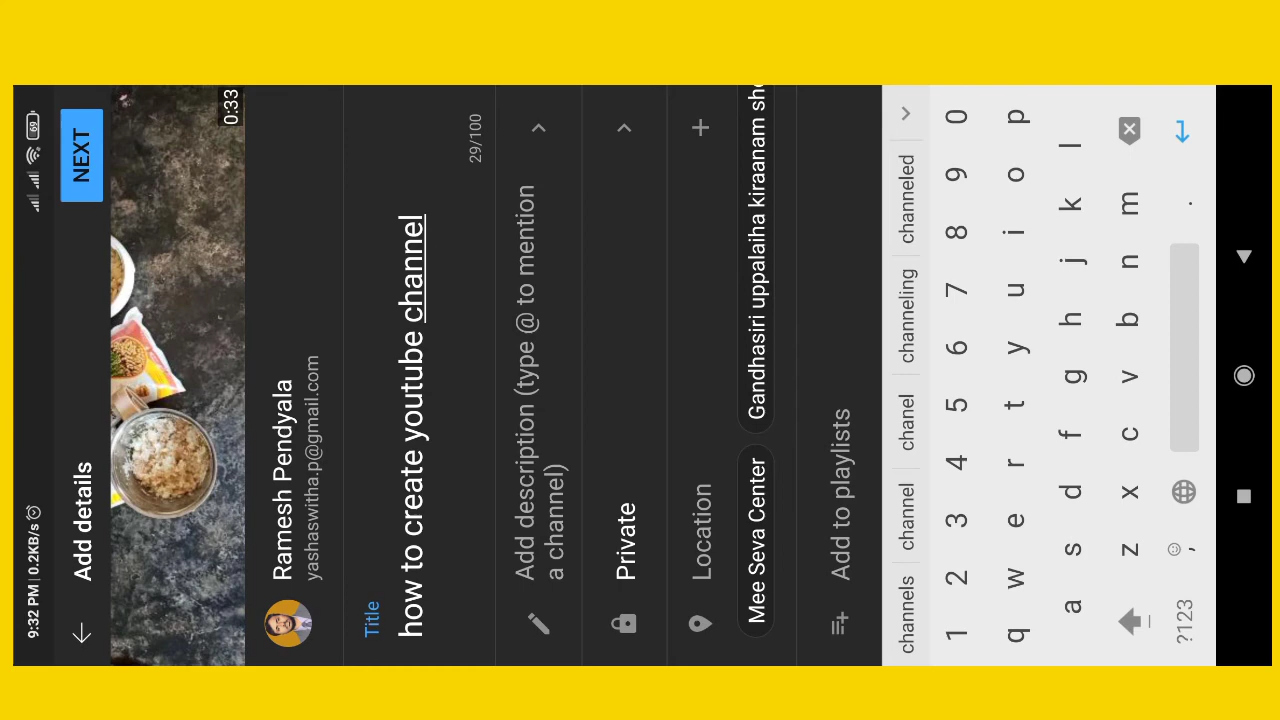 9:32 PM | 0.2KB/s
69
Add details
NEXT
0:33
Ramesh Pendyala
yashaswitha.p@gmail.com
Title
how to create youtube channel
29/100
Add description (type @ to mention
a channel)
Private
Location
Mee Seva Center
Gandhasiri uppalaiha kiraanam sho
Add to playlists
channels channel chanel channeling channeled
1 2 3 4 5 6 7 8 9 0
q w e r t y u i o p
a s d f g h j k l
z x c v b n m
?123 , .